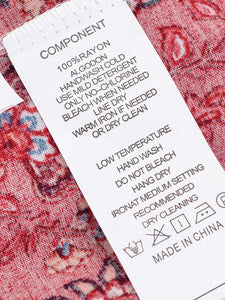 COMPONENT
100%RAYON
ALGODON
HANDWASH COLD
USE MILD DETERGENT
ONLY NO-CHLORINE
BLEACH WHEN NEEDED
LINE DRY
WARM IRON IF NEEDED
OR DRY CLEAN
LOW TEMPERATURE
HAND WASH
DO NOT BLEACH
HANG DRY
IRONAT MEDIUM SETTING
RECOMMENDED
DRY CLEANING
MADE IN CHINA